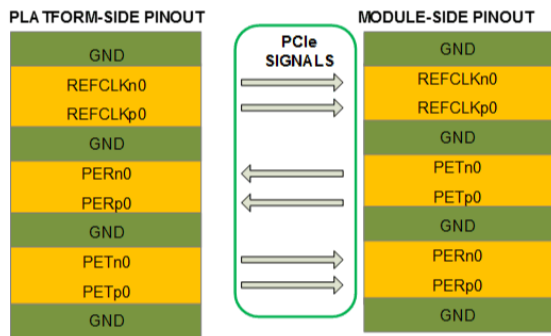 PLATFORM-SIDE PINOUT
GND
REFCLKn0
REFCLKp0
GND
PERn0
PERp0
GND
PETn0
PETp0
GND
PCIe
SIGNALS
MODULE-SIDE PINOUT
GND
REFCLKn0
REFCLKp0
GND
PETn0
PETp0
GND
PERn0
PERp0
GND